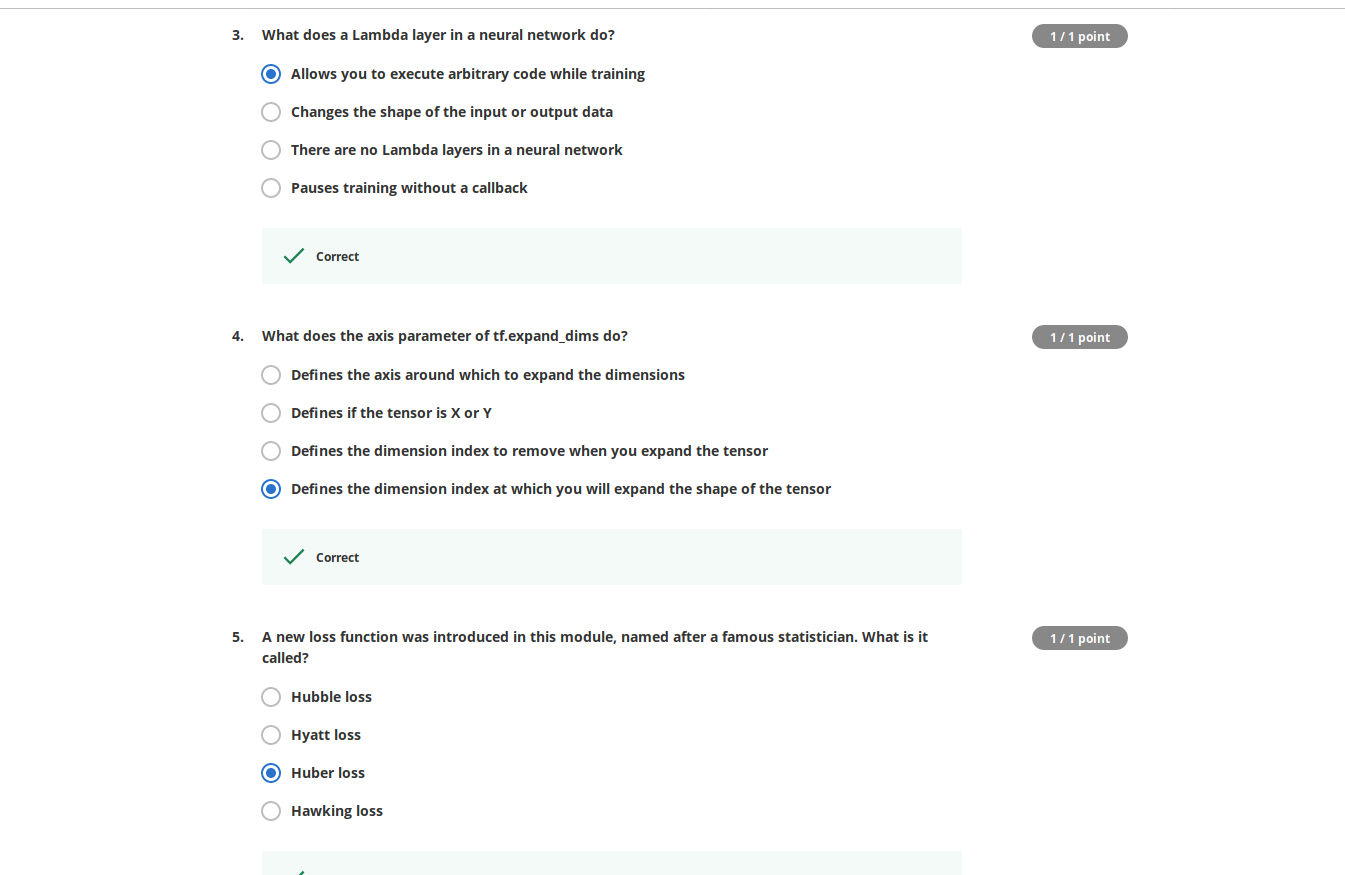 3. What does a Lambda layer in a neural network do?
1 / 1 point
Allows you to execute arbitrary code while training
Changes the shape of the input or output data
There are no Lambda layers in a neural network
Pauses training without a callback
Correct
4. What does the axis parameter of tf.expand_dims do?
1 / 1 point
Defines the axis around which to expand the dimensions
Defines if the tensor is X or Y
Defines the dimension index to remove when you expand the tensor
Defines the dimension index at which you will expand the shape of the tensor
Correct
5. A new loss function was introduced in this module, named after a famous statistician. What is it
called?
1 / 1 point
Hubble loss
Hyatt loss
Huber loss
Hawking loss